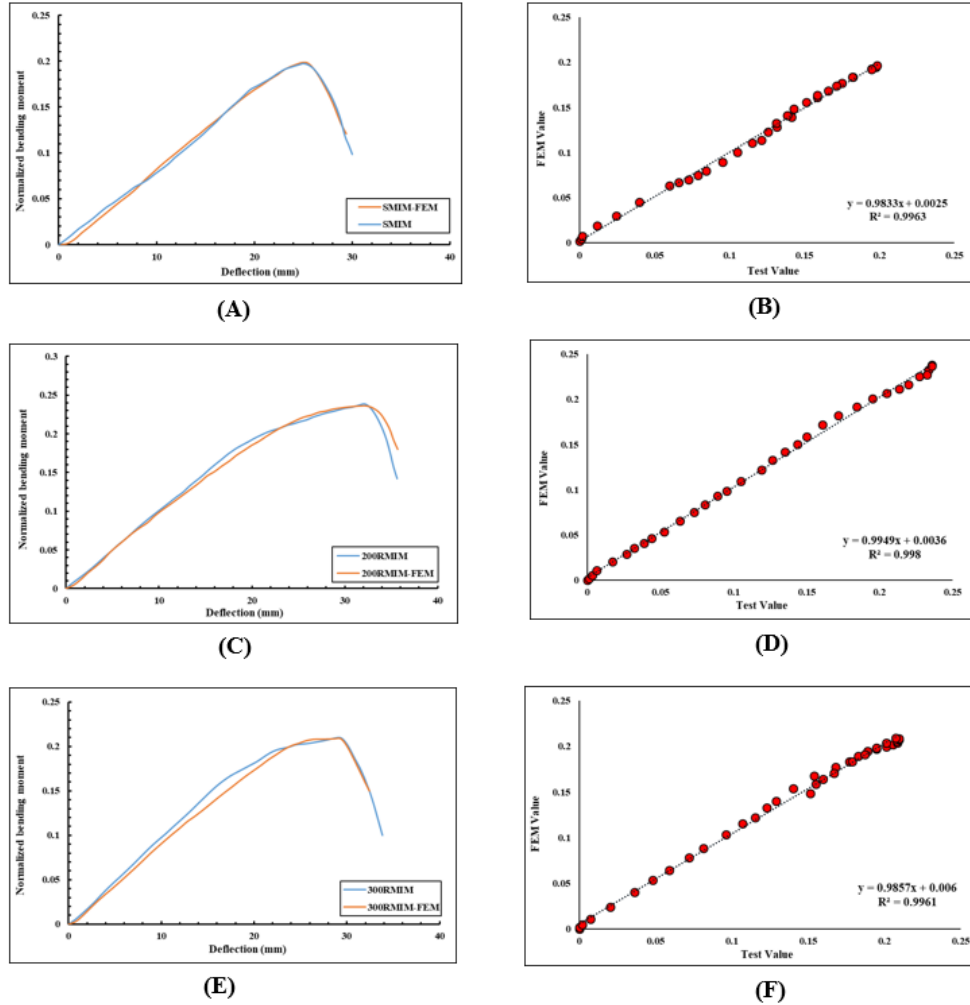 0.25
0.2
0.15
0.1
0.05
0
0 10 20 30 40
Normalized bending moment
Deflection (mm)
SMIM-FEM
SMIM
(A)
0.25
0.2
0.15
0.1
0.05
0
0 0.05 0.1 0.15 0.2 0.25
FEM Value
Test Value
y = 0.9833x + 0.0025
R² = 0.9963
(B)
0.3
0.25
0.2
0.15
0.1
0.05
0
0 10 20 30 40
Normalized bending moment
Deflection (mm)
200RMIM
200RMIM-FEM
(C)
0.25
0.2
0.15
0.1
0.05
0
0 0.05 0.1 0.15 0.2 0.25
FEM Value
Test Value
y = 0.9949x + 0.0036
R² = 0.998
(D)
0.25
0.2
0.15
0.1
0.05
0
0 10 20 30 40
Normalized bending moment
Deflection (mm)
300RMIM
300RMIM-FEM
(E)
0.25
0.2
0.15
0.1
0.05
0
0 0.05 0.1 0.15 0.2 0.25
FEM Value
Test Value
y = 0.9857x + 0.006
R² = 0.9961
(F)